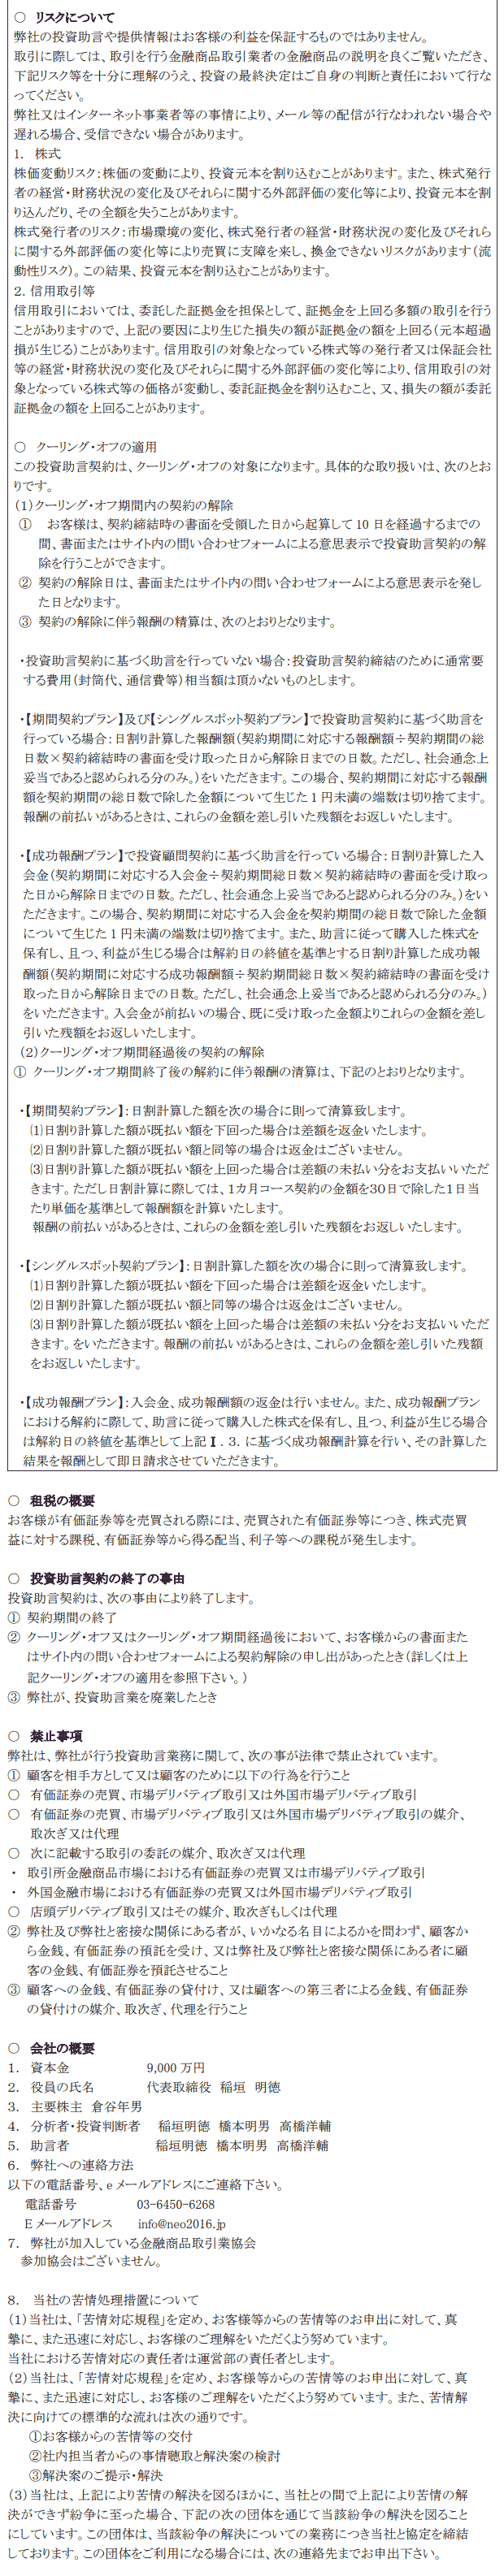 ○ リスクについて
弊社の投資助言や提供情報はお客様の利益を保証するものではありません。
取引に際しては、取引を行う金融商品取引業者の金融商品の説明を良くご覧いただき、
下記リスク等を十分に理解のうえ、投資の最終決定はご自身の判断と責任において行な
ってください。
弊社又はインターネット事業者等の事情により、メール等の配信が行なわれない場合や
遅れる場合、受信できない場合があります。
1. 株式
株価変動リスク：株価の変動により、投資元本を割り込むことがあります。また、株式発行
者の経営・財務状況の変化及びそれらに関する外部評価の変化等により、投資元本を割
り込んだり、その全額を失うことがあります。
株式発行者のリスク：市場環境の変化、株式発行者の経営・財務状況の変化及びそれら
に関する外部評価の変化等により売買に支障を来し、換金できないリスクがあります（流
動性リスク）。この結果、投資元本を割り込むことがあります。
2．信用取引等
信用取引においては、委託した証拠金を担保として、証拠金を上回る多額の取引を行う
ことがありますので、上記の要因により生じた損失の額が証拠金の額を上回る（元本超過
損が生じる）ことがあります。信用取引の対象となっている株式等の発行者又は保証会社
等の経営・財務状況の変化及びそれらに関する外部評価の変化等により、信用取引の対
象となっている株式等の価格が変動し、委託証拠金を割り込むこと、又、損失の額が委託
証拠金の額を上回ることがあります。
○ クーリング・オフの適用
この投資助言契約は、クーリング・オフの対象になります。具体的な取り扱いは、次のとお
りです。
（1）クーリング・オフ期間内の契約の解除
① お客様は、契約締結時の書面を受領した日から起算して 10 日を経過するまでの
間、書面またはサイト内の問い合わせフォームによる意思表示で投資助言契約の解
除を行うことができます。
② 契約の解除日は、書面またはサイト内の問い合わせフォームによる意思表示を発し
た日となります。
③ 契約の解除に伴う報酬の精算は、次のとおりとなります。
・投資助言契約に基づく助言を行っていない場合：投資助言契約締結のために通常要
する費用（封筒代、通信費等）相当額は頂かないものとします。
・【期間契約プラン】及び【シングルスポット契約プラン】で投資助言契約に基づく助言を
行っている場合：日割り計算した報酬額（契約期間に対応する報酬額÷契約期間の総
日数×契約締結時の書面を受け取った日から解除日までの日数。ただし、社会通念上
妥当であると認められる分のみ。）をいただきます。この場合、契約期間に対応する報酬
額を契約期間の総日数で除した金額について生じた 1 円未満の端数は切り捨てます。
報酬の前払いがあるときは、これらの金額を差し引いた残額をお返しいたします。
・【成功報酬プラン】で投資顧問契約に基づく助言を行っている場合：日割り計算した入
会金（契約期間に対応する入会金÷契約期間総日数×契約締結時の書面を受け取っ
た日から解除日までの日数。ただし、社会通念上妥当であると認められる分のみ。）をい
ただきます。この場合、契約期間に対応する入会金を契約期間の総日数で除した金額
について生じた 1 円未満の端数は切り捨てます。また、助言に従って購入した株式を
保有し、且つ、利益が生じる場合は解約日の終値を基準とする日割り計算した成功報
酬額（契約期間に対応する成功報酬額÷契約期間総日数×契約締結時の書面を受け
取った日から解除日までの日数。ただし、社会通念上妥当であると認められる分のみ。）
をいただきます。入会金が前払いの場合、既に受け取った金額よりこれらの金額を差し
引いた残額をお返しいたします。
（2）クーリング・オフ期間経過後の契約の解除
① クーリング・オフ期間終了後の解約に伴う報酬の清算は、下記のとおりとなります。
・【期間契約プラン】：日割計算した額を次の場合に則って清算致します。
⑴日割り計算した額が既払い額を下回った場合は差額を返金いたします。
⑵日割り計算した額が既払い額と同等の場合は返金はございません。
⑶日割り計算した額が既払い額を上回った場合は差額の未払い分をお支払いいただ
きます。ただし日割計算に際しては、1カ月コース契約の金額を30日で除した1日当
たり単価を基準として報酬額を計算いたします。
報酬の前払いがあるときは、これらの金額を差し引いた残額をお返しいたします。
・【シングルスポット契約プラン】：日割計算した額を次の場合に則って清算致します。
⑴日割り計算した額が既払い額を下回った場合は差額を返金いたします。
⑵日割り計算した額が既払い額と同等の場合は返金はございません。
⑶日割り計算した額が既払い額を上回った場合は差額の未払い分をお支払いいただ
きます。をいただきます。報酬の前払いがあるときは、これらの金額を差し引いた残額
をお返しいたします。
・【成功報酬プラン】：入会金、成功報酬額の返金は行いません。また、成功報酬プラン
における解約に際して、助言に従って購入した株式を保有し、且つ、利益が生じる場合
は解約日の終値を基準として上記Ⅰ．3．に基づく成功報酬計算を行い、その計算した
結果を報酬として即日請求させていただきます。
○ 租税の概要
お客様が有価証券等を売買される際には、売買された有価証券等につき、株式売買
益に対する課税、有価証券等から得る配当、利子等への課税が発生します。
○ 投資助言契約の終了の事由
投資助言契約は、次の事由により終了します。
① 契約期間の終了
② クーリング・オフ又はクーリング・オフ期間経過後において、お客様からの書面また
はサイト内の問い合わせフォームによる契約解除の申し出があったとき（詳しくは上
記クーリング・オフの適用を参照下さい。）
③ 弊社が、投資助言業を廃業したとき
○ 禁止事項
弊社は、弊社が行う投資助言業務に関して、次の事が法律で禁止されています。
① 顧客を相手方として又は顧客のために以下の行為を行うこと
○ 有価証券の売買、市場デリバティブ取引又は外国市場デリバティブ取引
○ 有価証券の売買、市場デリバティブ取引又は外国市場デリバティブ取引の媒介、
取次ぎ又は代理
○ 次に記載する取引の委託の媒介、取次ぎ又は代理
・ 取引所金融商品市場における有価証券の売買又は市場デリバティブ取引
・ 外国金融市場における有価証券の売買又は外国市場デリバティブ取引
○ 店頭デリバティブ取引又はその媒介、取次ぎもしくは代理
② 弊社及び弊社と密接な関係にある者が、いかなる名目によるかを問わず、顧客か
ら金銭、有価証券の預託を受け、又は弊社及び弊社と密接な関係にある者に顧
客の金銭、有価証券を預託させること
③ 顧客への金銭、有価証券の貸付け、又は顧客への第三者による金銭、有価証券
の貸付けの媒介、取次ぎ、代理を行うこと
○ 会社の概要
1. 資本金 9,000 万円
2. 役員の氏名 代表取締役 稲垣 明徳
3. 主要株主 倉谷年男
4. 分析者・投資判断者 稲垣明徳 橋本明男 高橋洋輔
5. 助言者 稲垣明徳 橋本明男 高橋洋輔
6. 弊社への連絡方法
以下の電話番号、e メールアドレスにご連絡下さい。
電話番号 03-6450-6268
E メールアドレス info@neo2016.jp
7. 弊社が加入している金融商品取引業協会
参加協会はございません。
8. 当社の苦情処理措置について
（1）当社は、「苦情対応規程」を定め、お客様等からの苦情等のお申出に対して、真
摯に、また迅速に対応し、お客様のご理解をいただくよう努めています。
当社における苦情対応の責任者は運営部の責任者とします。
（2）当社は、「苦情対応規程」を定め、お客様等からの苦情等のお申出に対して、真
摯に、また迅速に対応し、お客様のご理解をいただくよう努めています。また、苦情解
決に向けての標準的な流れは次の通りです。
①お客様からの苦情等の交付
②社内担当者からの事情聴取と解決案の検討
③解決案のご提示・解決
（3）当社は、上記により苦情の解決を図るほかに、当社との間で上記により苦情の解
決ができず紛争に至った場合、下記の次の団体を通じて当該紛争の解決を図ること
にしています。この団体は、当該紛争の解決についての業務につき当社と協定を締結
しております。この団体をご利用になる場合には、次の連絡先までお申出下さい。